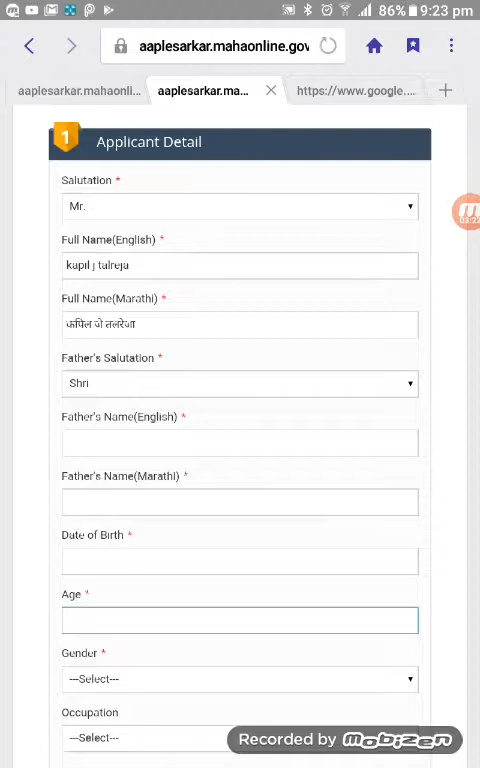 86% 9:23 pm
aaplesarkar.mahaonline.gov
aaplesarkar.mahaonli... aaplesarkar.ma... https://www.google....
1 Applicant Detail
Salutation *
Mr.
Full Name(English) *
kapil j talreja
Full Name(Marathi) *
कपिल जे तलरेजा
Father's Salutation *
Shri
Father's Name(English) *
Father's Name(Marathi) *
Date of Birth *
Age *
Gender *
---Select---
Occupation
---Select---
Recorded by mobizen